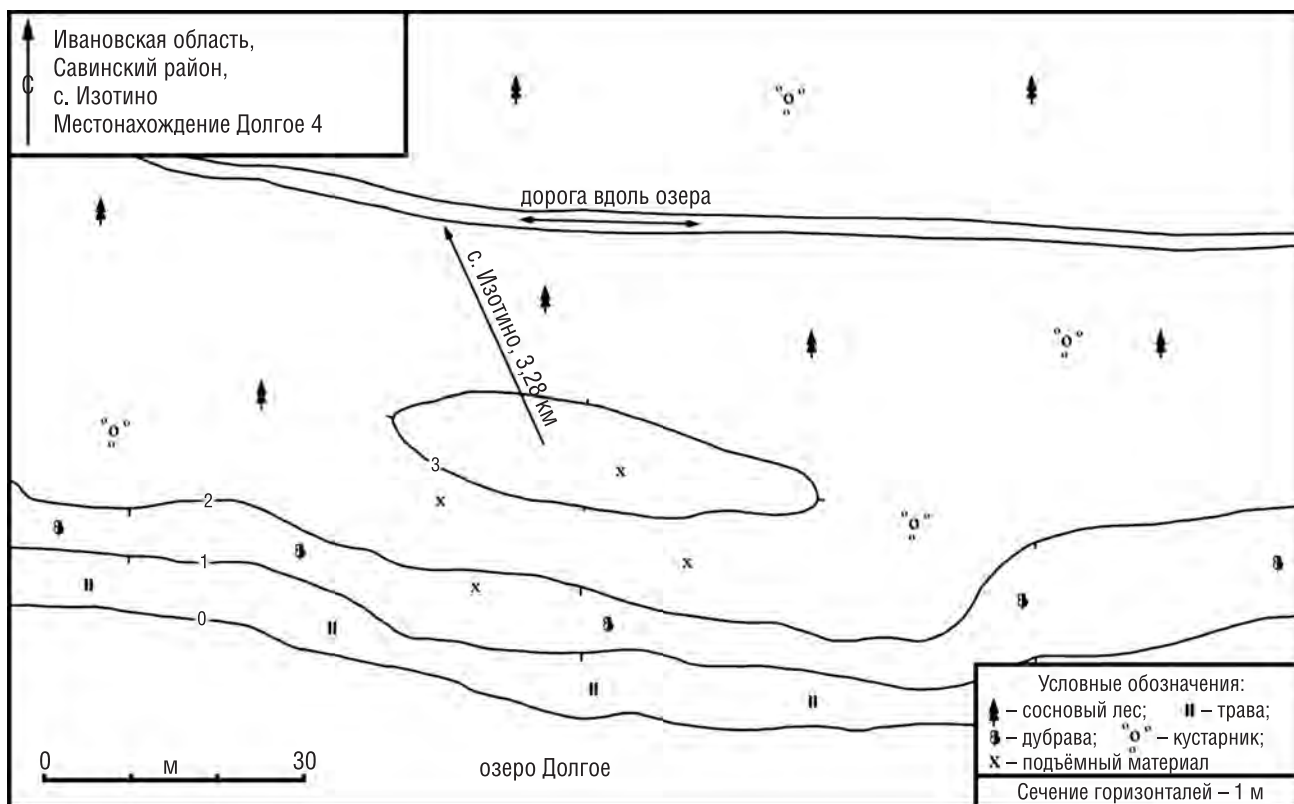 С
Ивановская область,
Савинский район,
с. Изотино
Местонахождение Долгое 4
дорога вдоль озера
с. Изотино, 3,28 км
3
2
1
0
0 м 30
озеро Долгое
Условные обозначения:
– сосновый лес; – трава;
– дубрава; – кустарник;
x – подъёмный материал
Сечение горизонталей – 1 м